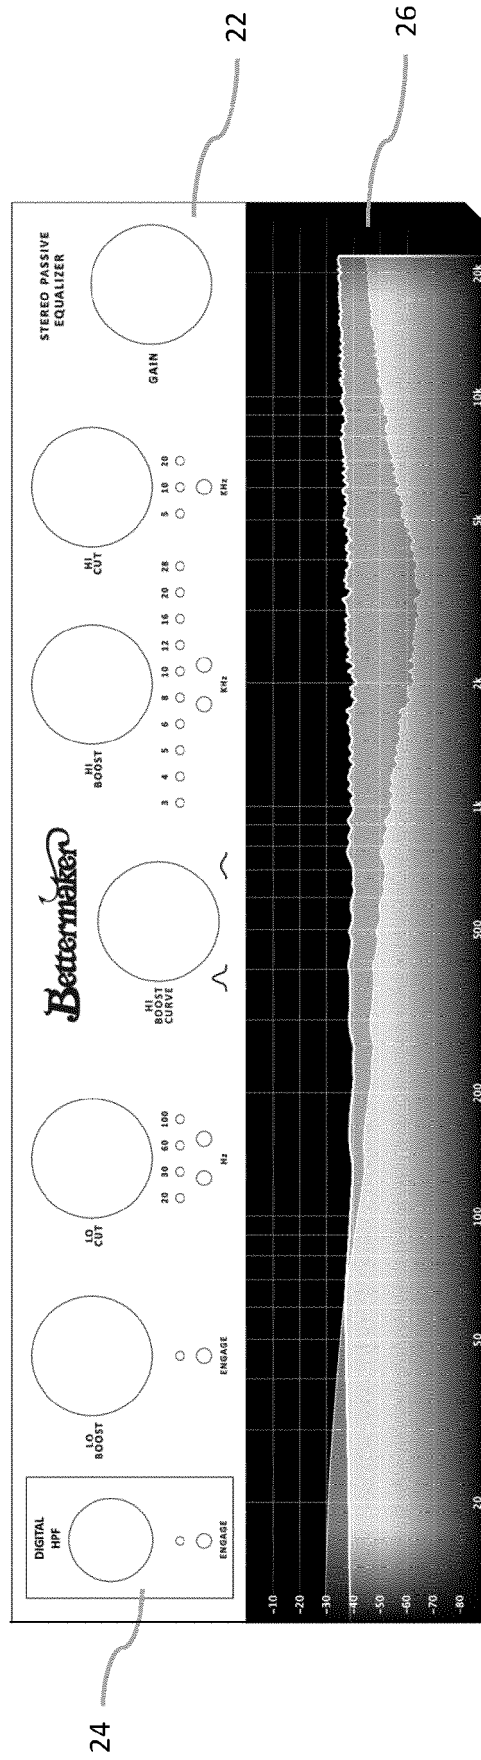 24
DIGITAL
HPF
ENGAGE
LO
BOOST
ENGAGE
LO
CUT
20 30 60 100
Hz
Bettermaker
HI
BOOST
CURVE
HI
BOOST
3 4 5 6 8 10 12 16 20 28
KHz
HI
CUT
5 10 20
KHz
STEREO PASSIVE
EQUALIZER
GAIN
22
26
-10
-20
-30
-40
-50
-60
-70
-80
20 50 100 200 500 1k 2k 5k 10k 20k